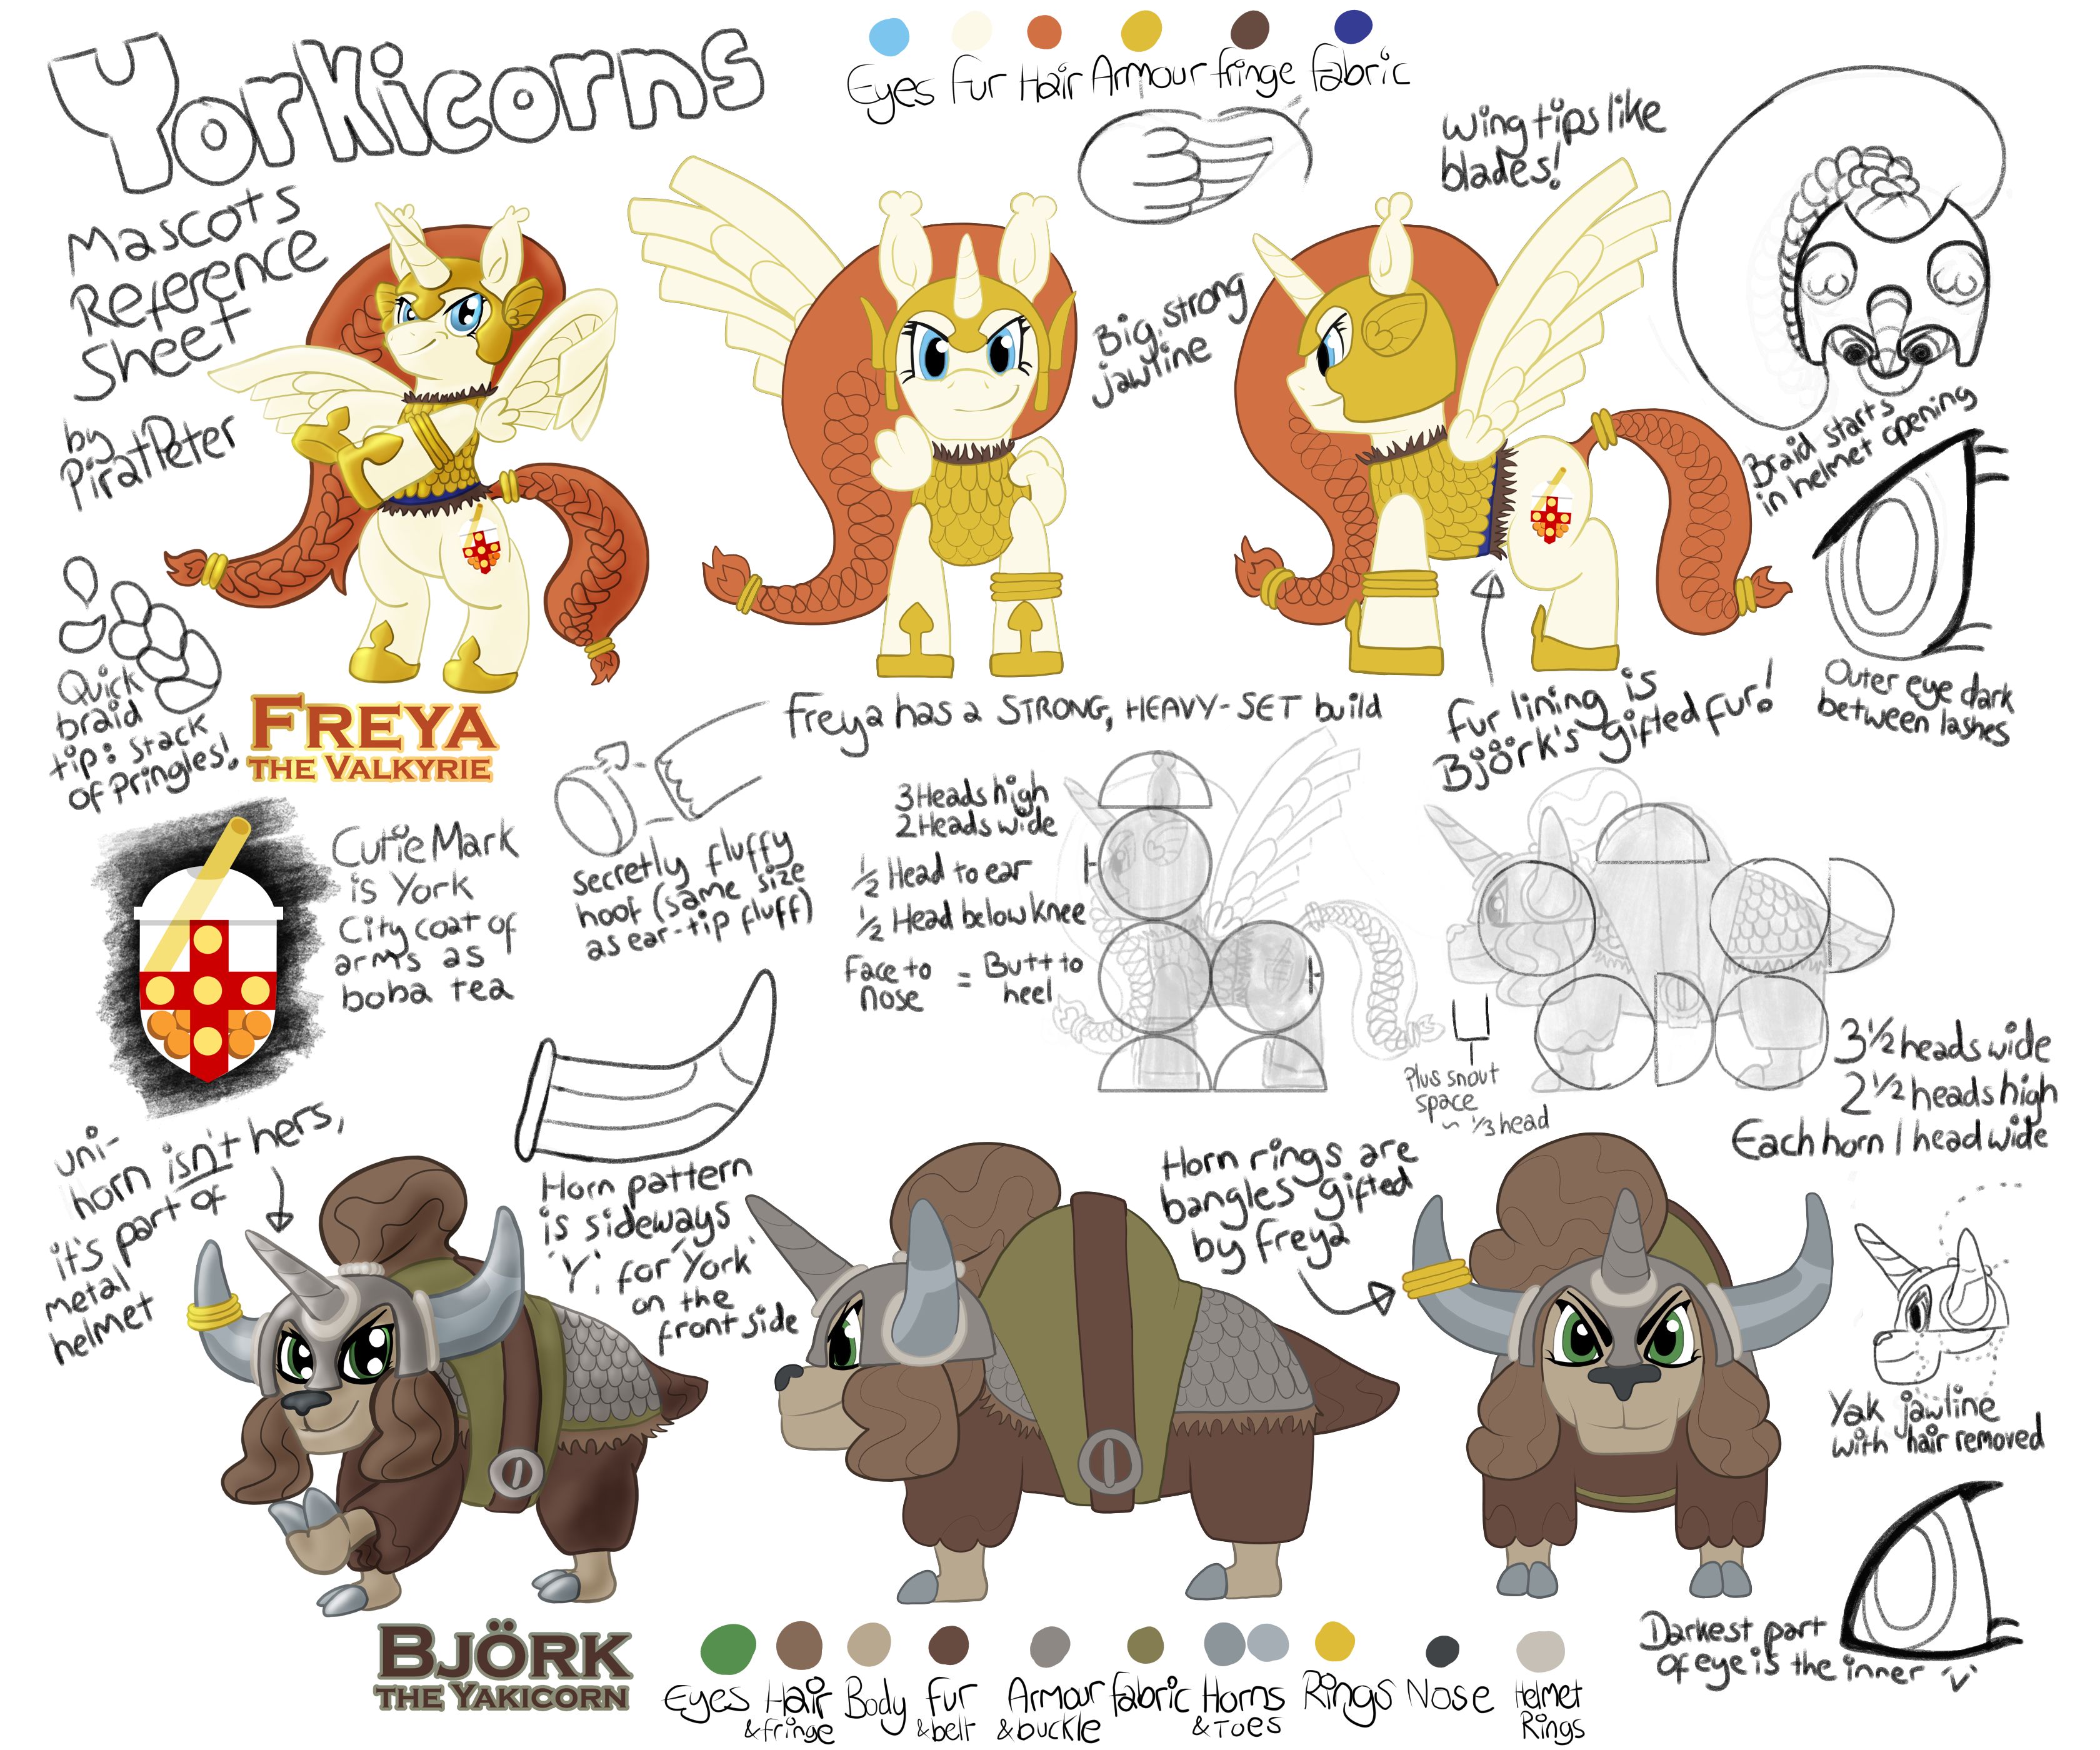 Yorkicorns
Mascots
Reference
Sheet
by
PiratPeter
Eyes Fur Hair Armour fringe fabric
Wing tips like
blades!
Big, strong
jawline
Braid starts
in helmet opening
Outer eye dark
between lashes
Quick
braid
tip: stack
of Pringles!
FREYA
THE VALKYRIE
Freya has a STRONG, HEAVY-SET build
fur lining is
Björk's gifted fur!
Cutie Mark
is York
City coat of
arms as
boba tea
secretly fluffy
hoof (same size
as ear-tip fluff)
3 Heads high
2 Heads wide
1/2 Head to ear
1/2 Head below knee
Face to nose = Butt to heel
Plus snout
space
~ 1/3 head
3 1/2 heads wide
2 1/2 heads high
Each horn 1 head wide
uni-
horn isn't hers,
it's part of
metal
helmet
Horn pattern
is sideways
'Y', for 'York'
on the
front side
Horn rings are
bangles gifted
by Freya
Yak jawline
with hair removed
Darkest part
of eye is the inner 'v'
BJÖRK
THE YAKICORN
Eyes Hair Body Fur Armour fabric Horns Rings Nose Helmet
&fringe &belt &buckle &Toes Rings